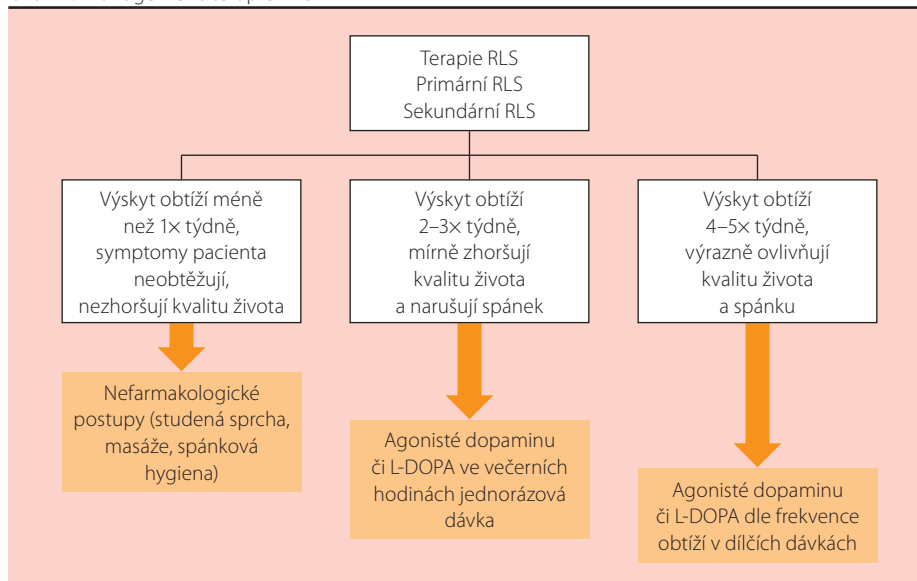 Terapie RLS
Primární RLS
Sekundární RLS
Výskyt obtíží méně
než 1× týdně,
symptomy pacienta
neobtěžují,
nezhoršují kvalitu života
Výskyt obtíží
2–3× týdně,
mírně zhoršují
kvalitu života
a narušují spánek
Výskyt obtíží
4–5× týdně,
výrazně ovlivňují
kvalitu života
a spánku
Nefarmakologické
postupy (studená sprcha,
masáže, spánková
hygiena)
Agonisté dopaminu
či L-DOPA ve večerních
hodinách jednorázová
dávka
Agonisté dopaminu
či L-DOPA dle frekvence
obtíží v dílčích dávkách